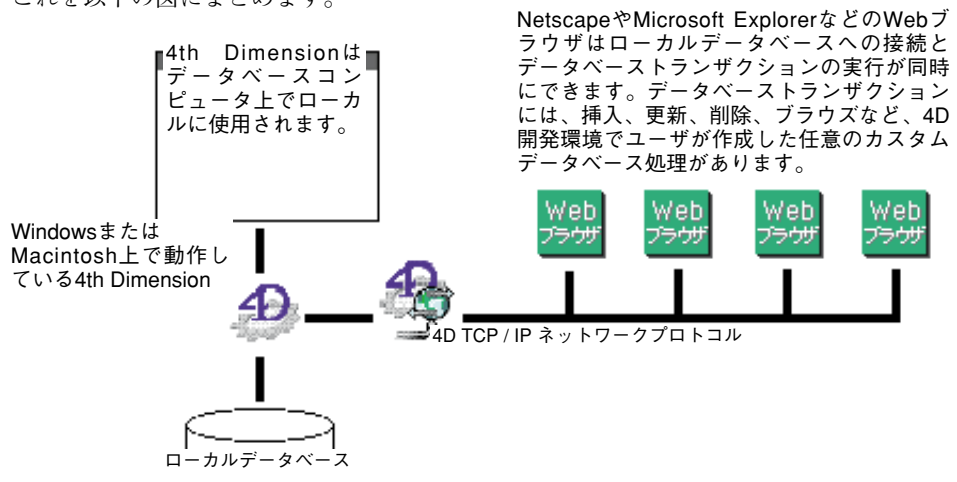 これを以下の図にまとめます。
4th Dimensionは
データベースコン
ピュータ上でローカ
ルに使用されます。
NetscapeやMicrosoft ExplorerなどのWebブ
ラウザはローカルデータベースへの接続と
データベーストランザクションの実行が同時
にできます。データベーストランザクション
には、挿入、更新、削除、ブラウズなど、4D
開発環境でユーザが作成した任意のカスタム
データベース処理があります。
Web
ブラウザ
Web
ブラウザ
Web
ブラウザ
Web
ブラウザ
Windowsまたは
Macintosh上で動作し
ている4th Dimension
4D
4D
4D TCP / IP ネットワークプロトコル
ローカルデータベース